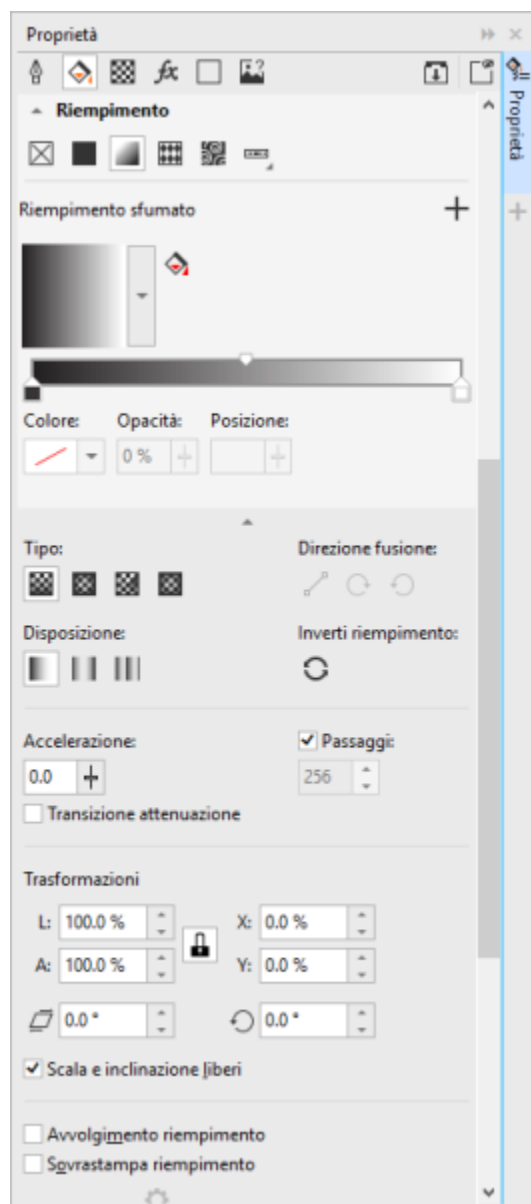 Proprietà
Proprietà
Riempimento
Riempimento sfumato
Colore: Opacità: Posizione:
0 %
Tipo: Direzione fusione:
Disposizione: Inverti riempimento:
Accelerazione: Passaggi:
0.0 256
Transizione attenuazione
Trasformazioni
L: 100.0 % X: 0.0 %
A: 100.0 % Y: 0.0 %
0.0 ° 0.0 °
Scala e inclinazione liberi
Avvolgimento riempimento
Sovrastampa riempimento